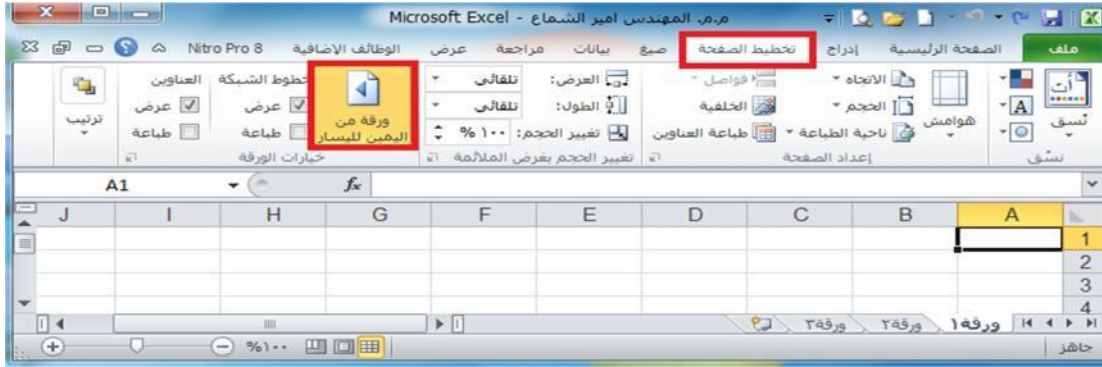 م.م. المهندس امير الشماع - Microsoft Excel
ملف الصفحة الرئيسية إدراج تخطيط الصفحة صيغ بيانات مراجعة عرض الوظائف الإضافية Nitro Pro 8
الاتجاه فواصل العرض: تلقائي خطوط الشبكة العناوين
الحجم الخلفية الطول: تلقائي عرض عرض
نسق هوامش ناحية الطباعة طباعة العناوين تغيير الحجم: ١٠٠ % ورقة من اليمين لليسار طباعة طباعة ترتيب
نسّق إعداد الصفحة تغيير الحجم بغرض الملائمة خيارات الورقة
A1 fx
A B C D E F G H I J
1
2
3
4
ورقة١ ورقة٢ ورقة٣
جاهز ١٠٠%